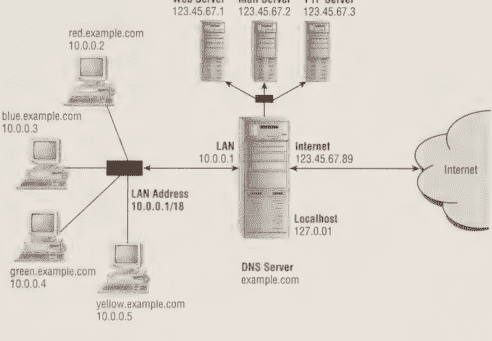 Web Server Mail Server FTP Server
123.45.67.1 123.45.67.2 123.45.67.3
red.example.com
10.0.0.2
blue.example.com
10.0.0.3
LAN
10.0.0.1
Internet
123.45.67.89
Internet
LAN Address
10.0.0.1/18
Localhost
127.0.01
green.example.com
10.0.0.4
DNS Server
example.com
yellow.example.com
10.0.0.5